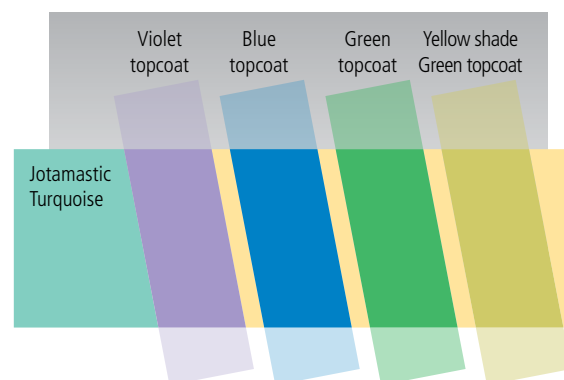 Violet
topcoat
Blue
topcoat
Green
topcoat
Yellow shade
Green topcoat
Jotamastic
Turquoise